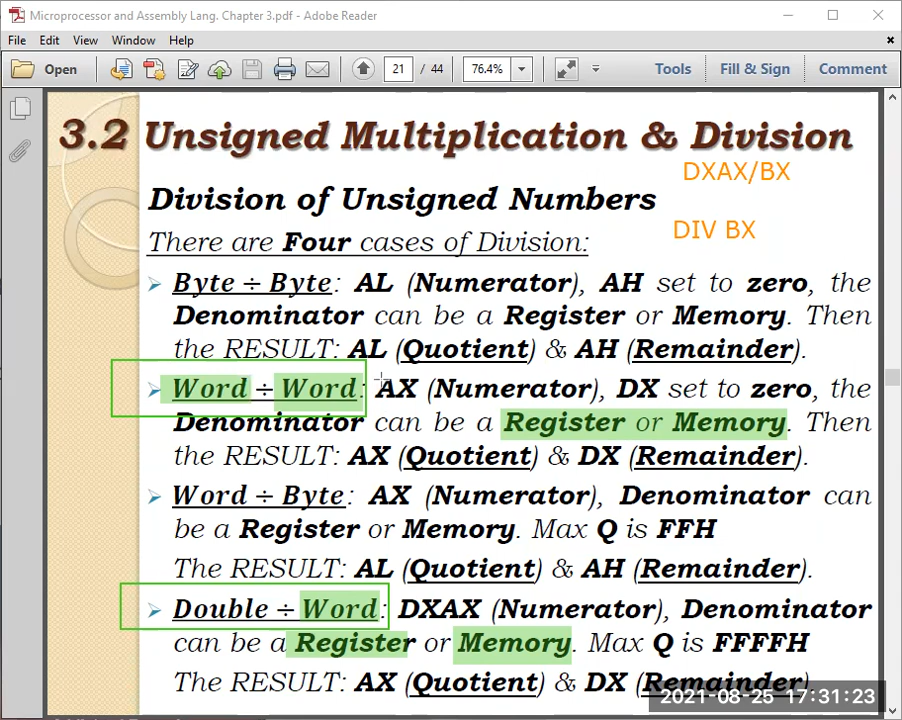 Microprocessor and Assembly Lang. Chapter 3.pdf - Adobe Reader
File Edit View Window Help
Open 21 / 44 76.4% Tools Fill & Sign Comment
3.2 Unsigned Multiplication & Division
DXAX/BX
Division of Unsigned Numbers
DIV BX
There are Four cases of Division:
Byte ÷ Byte: AL (Numerator), AH set to zero, the
Denominator can be a Register or Memory. Then
the RESULT: AL (Quotient) & AH (Remainder).
Word ÷ Word: AX (Numerator), DX set to zero, the
Denominator can be a Register or Memory. Then
the RESULT: AX (Quotient) & DX (Remainder).
Word ÷ Byte: AX (Numerator), Denominator can
be a Register or Memory. Max Q is FFH
The RESULT: AL (Quotient) & AH (Remainder).
Double ÷ Word: DXAX (Numerator), Denominator
can be a Register or Memory. Max Q is FFFFH
The RESULT: AX (Quotient) & DX (Remainder)
2021-08-25 17:31:23